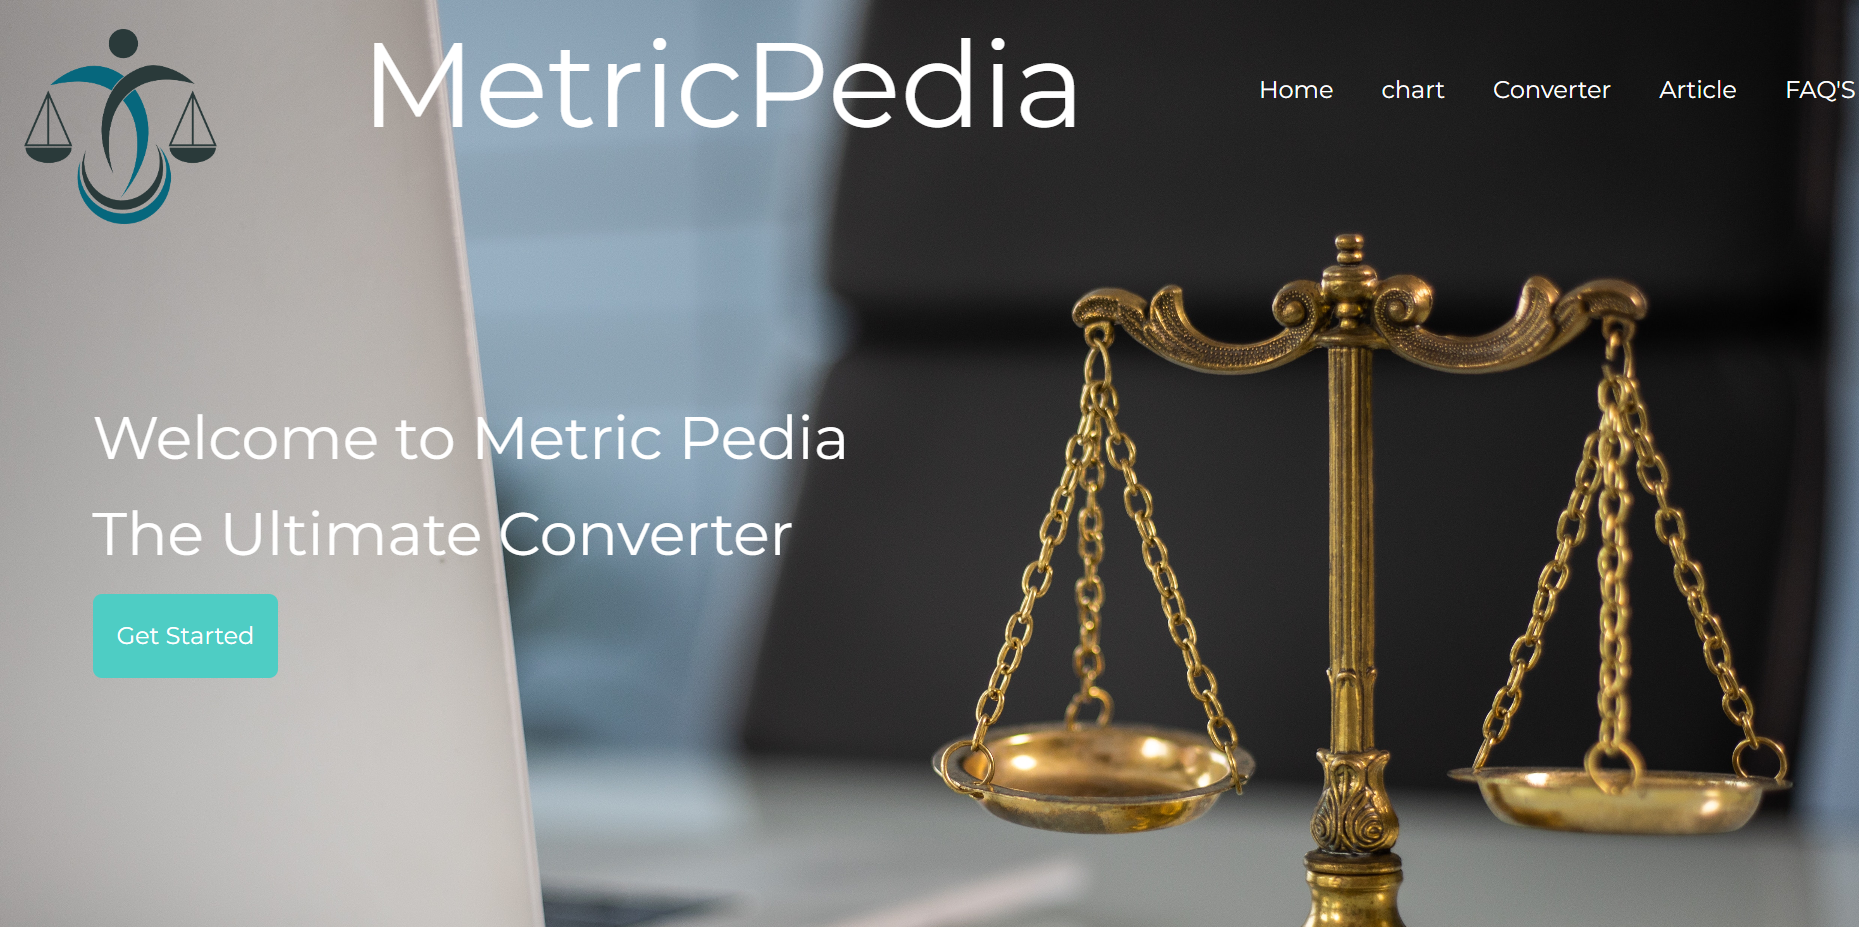 MetricPedia
Home chart Converter Article FAQ'S
Welcome to Metric Pedia
The Ultimate Converter
Get Started